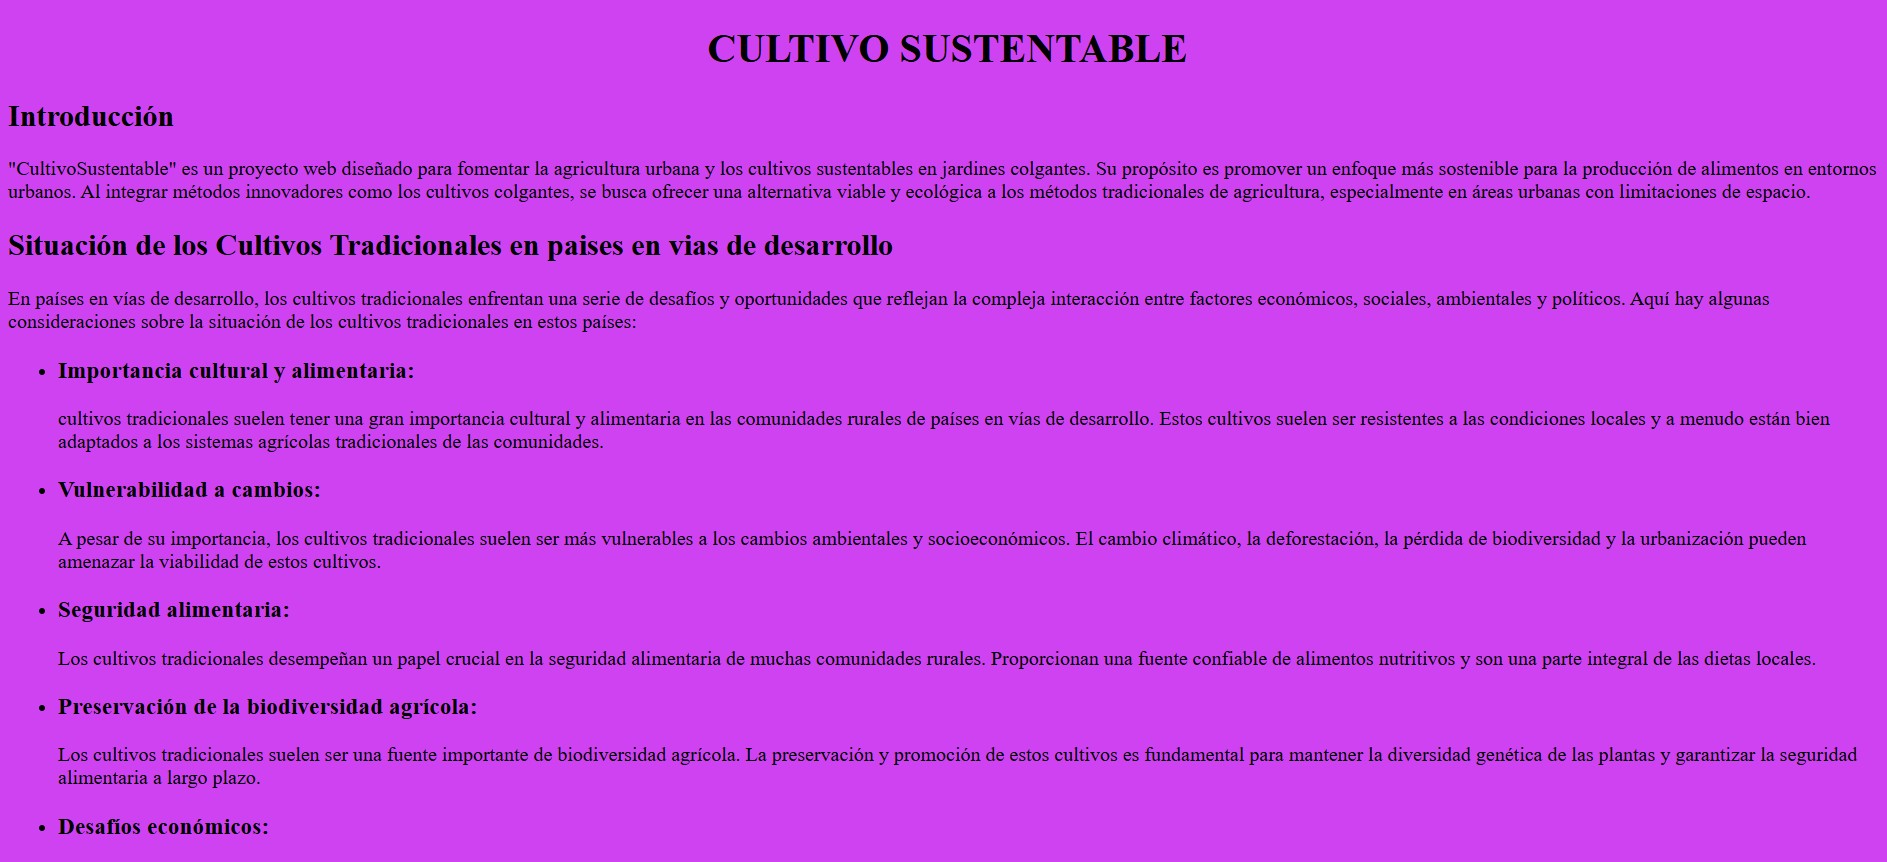 CULTIVO SUSTENTABLE
Introducción
"CultivoSustentable" es un proyecto web diseñado para fomentar la agricultura urbana y los cultivos sustentables en jardines colgantes. Su propósito es promover un enfoque más sostenible para la producción de alimentos en entornos
urbanos. Al integrar métodos innovadores como los cultivos colgantes, se busca ofrecer una alternativa viable y ecológica a los métodos tradicionales de agricultura, especialmente en áreas urbanas con limitaciones de espacio.
Situación de los Cultivos Tradicionales en paises en vias de desarrollo
En países en vías de desarrollo, los cultivos tradicionales enfrentan una serie de desafíos y oportunidades que reflejan la compleja interacción entre factores económicos, sociales, ambientales y políticos. Aquí hay algunas
consideraciones sobre la situación de los cultivos tradicionales en estos países:
• Importancia cultural y alimentaria:
cultivos tradicionales suelen tener una gran importancia cultural y alimentaria en las comunidades rurales de países en vías de desarrollo. Estos cultivos suelen ser resistentes a las condiciones locales y a menudo están bien
adaptados a los sistemas agrícolas tradicionales de las comunidades.
• Vulnerabilidad a cambios:
A pesar de su importancia, los cultivos tradicionales suelen ser más vulnerables a los cambios ambientales y socioeconómicos. El cambio climático, la deforestación, la pérdida de biodiversidad y la urbanización pueden
amenazar la viabilidad de estos cultivos.
• Seguridad alimentaria:
Los cultivos tradicionales desempeñan un papel crucial en la seguridad alimentaria de muchas comunidades rurales. Proporcionan una fuente confiable de alimentos nutritivos y son una parte integral de las dietas locales.
• Preservación de la biodiversidad agrícola:
Los cultivos tradicionales suelen ser una fuente importante de biodiversidad agrícola. La preservación y promoción de estos cultivos es fundamental para mantener la diversidad genética de las plantas y garantizar la seguridad
alimentaria a largo plazo.
• Desafíos económicos: